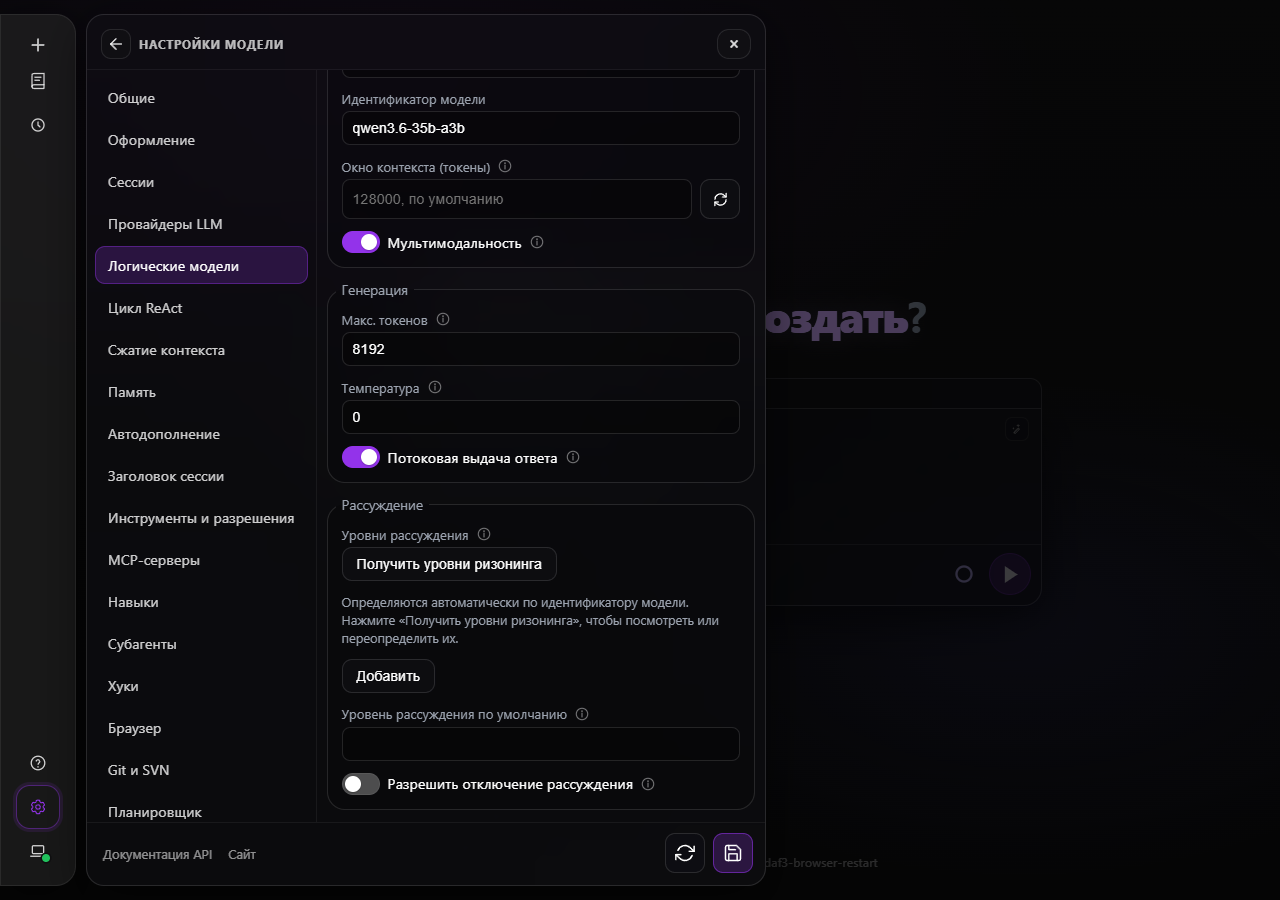 НАСТРОЙКИ МОДЕЛИ
Общие
Оформление
Сессии
Провайдеры LLM
Логические модели
Цикл ReAct
Сжатие контекста
Память
Автодополнение
Заголовок сессии
Инструменты и разрешения
MCP-серверы
Навыки
Субагенты
Хуки
Браузер
Git и SVN
Планировщик
Идентификатор модели
qwen3.6-35b-a3b
Окно контекста (токены)
128000, по умолчанию
Мультимодальность
Генерация
Макс. токенов
8192
Температура
0
Потоковая выдача ответа
Рассуждение
Уровни рассуждения
Получить уровни ризонинга
Определяются автоматически по идентификатору модели.
Нажмите «Получить уровни ризонинга», чтобы посмотреть или
переопределить их.
Добавить
Уровень рассуждения по умолчанию
Разрешить отключение рассуждения
Документация API
Сайт
оздать?
daf3-browser-restart